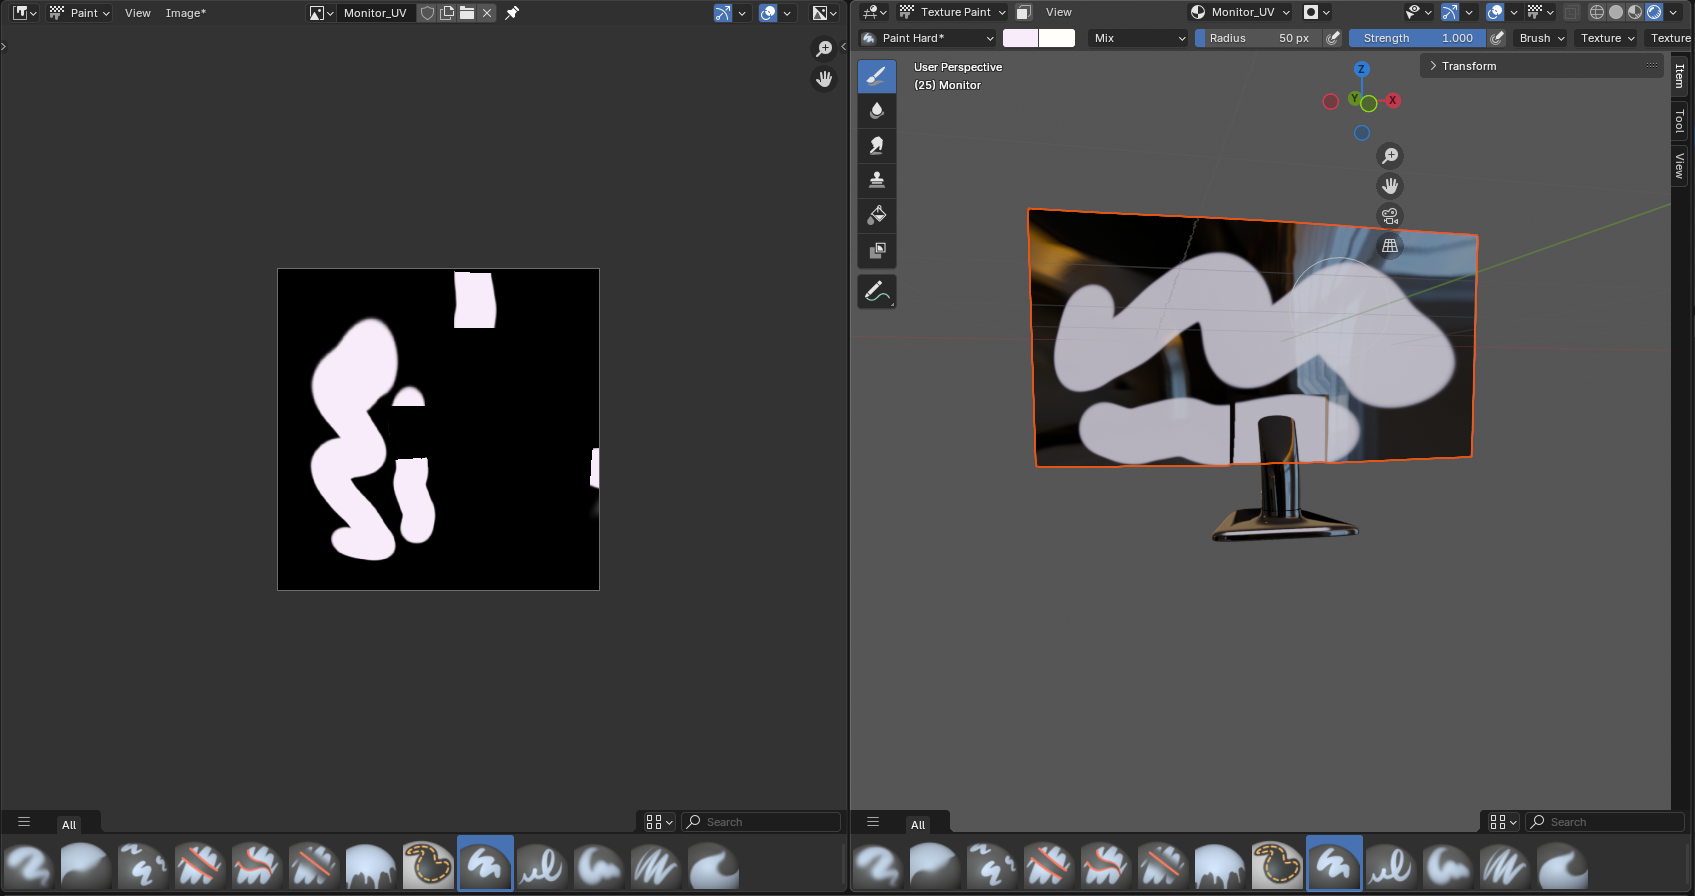 Paint View Image* Monitor_UV
Texture Paint View Monitor_UV
Paint Hard* Mix Radius 50 px Strength 1.000 Brush Texture Texture
User Perspective
(25) Monitor
Transform
Z
Y
X
Item
Tool
View
All Search
All Search